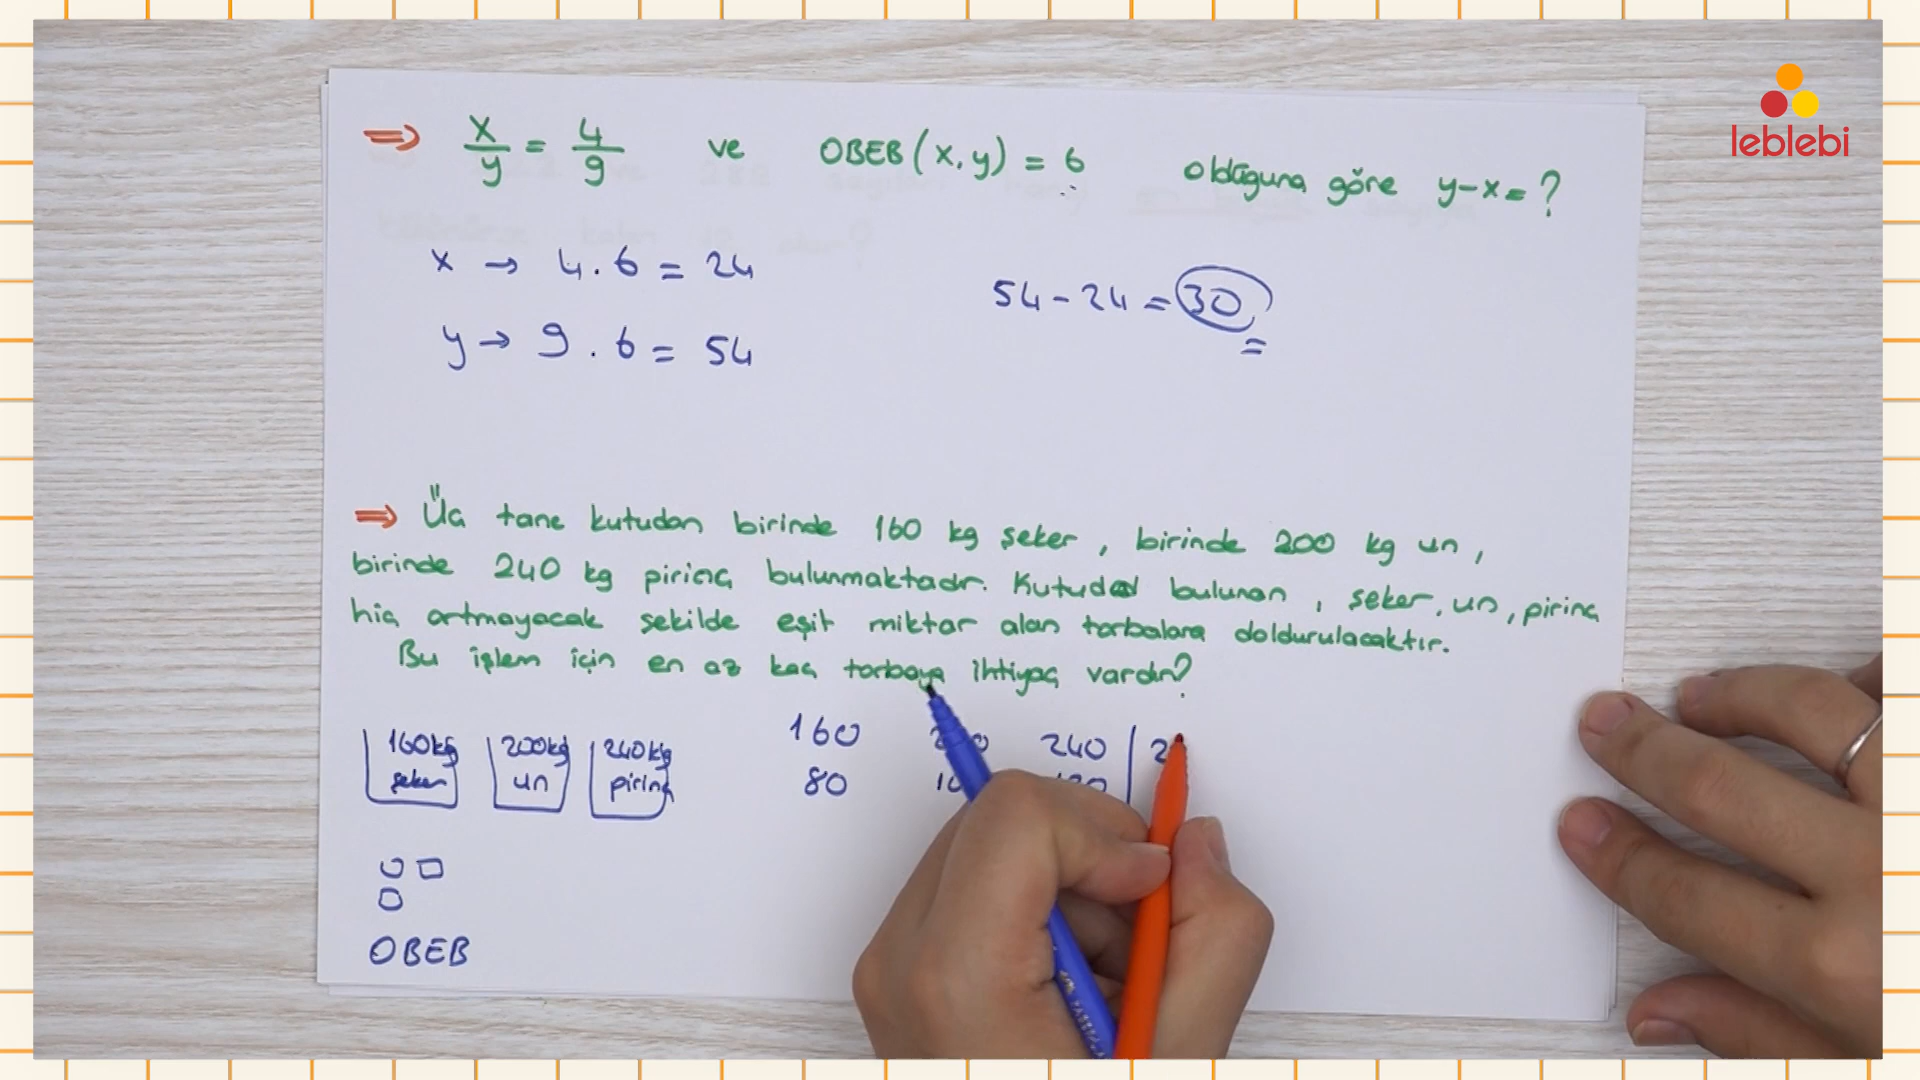 leblebi
⇒ x/y = 4/9 ve OBEB(x,y) = 6 olduğuna göre y-x=?
x → 4.6 = 24
54 - 24 = 30
y → 9.6 = 54
⇒ Üç tane kutudan birinde 160 kg şeker, birinde 200 kg un,
birinde 240 kg pirinç bulunmaktadır. Kutuda bulunan, şeker, un, pirinç
hiç artmayacak şekilde eşit miktar alan torbalara doldurulacaktır.
Bu işlem için en az kaç torbaya ihtiyaç vardır?
160kg şeker
200kg un
240kg pirinç
160 240 | 2
80
OBEB